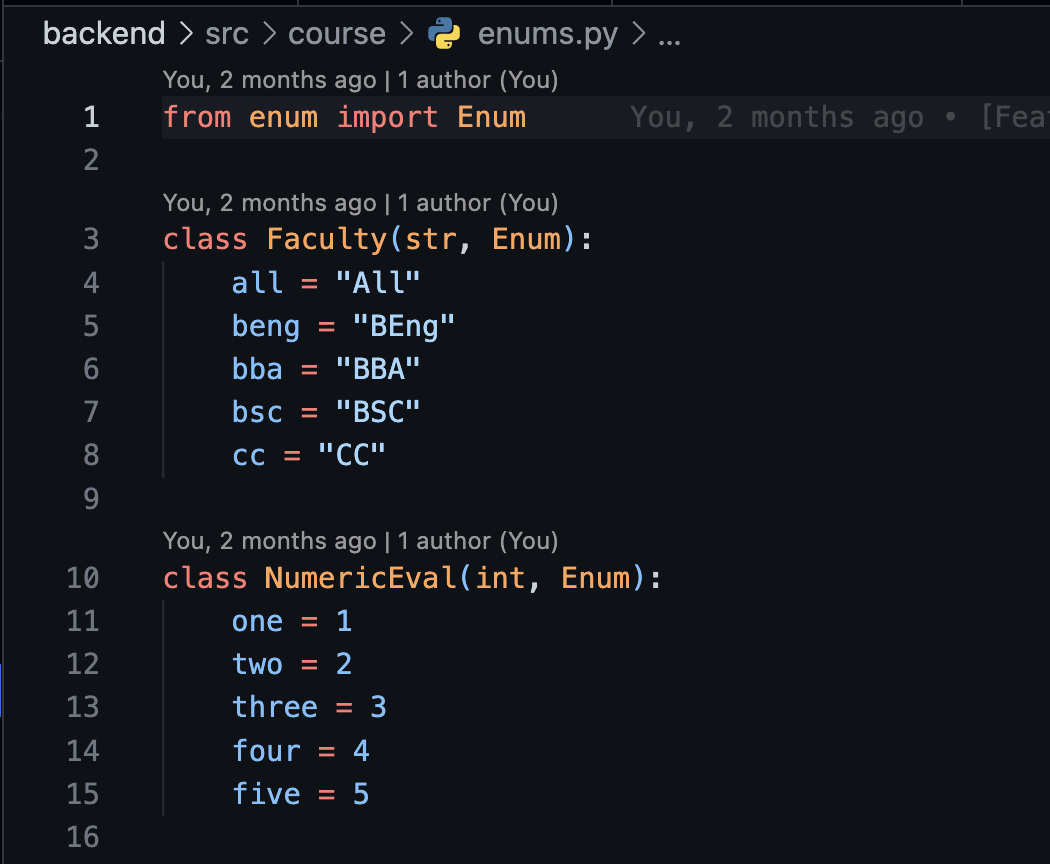 backend > src > course > enums.py > ...
You, 2 months ago | 1 author (You)
1 from enum import Enum You, 2 months ago • [Fea
2
You, 2 months ago | 1 author (You)
3 class Faculty(str, Enum):
4 all = "All"
5 beng = "BEng"
6 bba = "BBA"
7 bsc = "BSC"
8 cc = "CC"
9
You, 2 months ago | 1 author (You)
10 class NumericEval(int, Enum):
11 one = 1
12 two = 2
13 three = 3
14 four = 4
15 five = 5
16